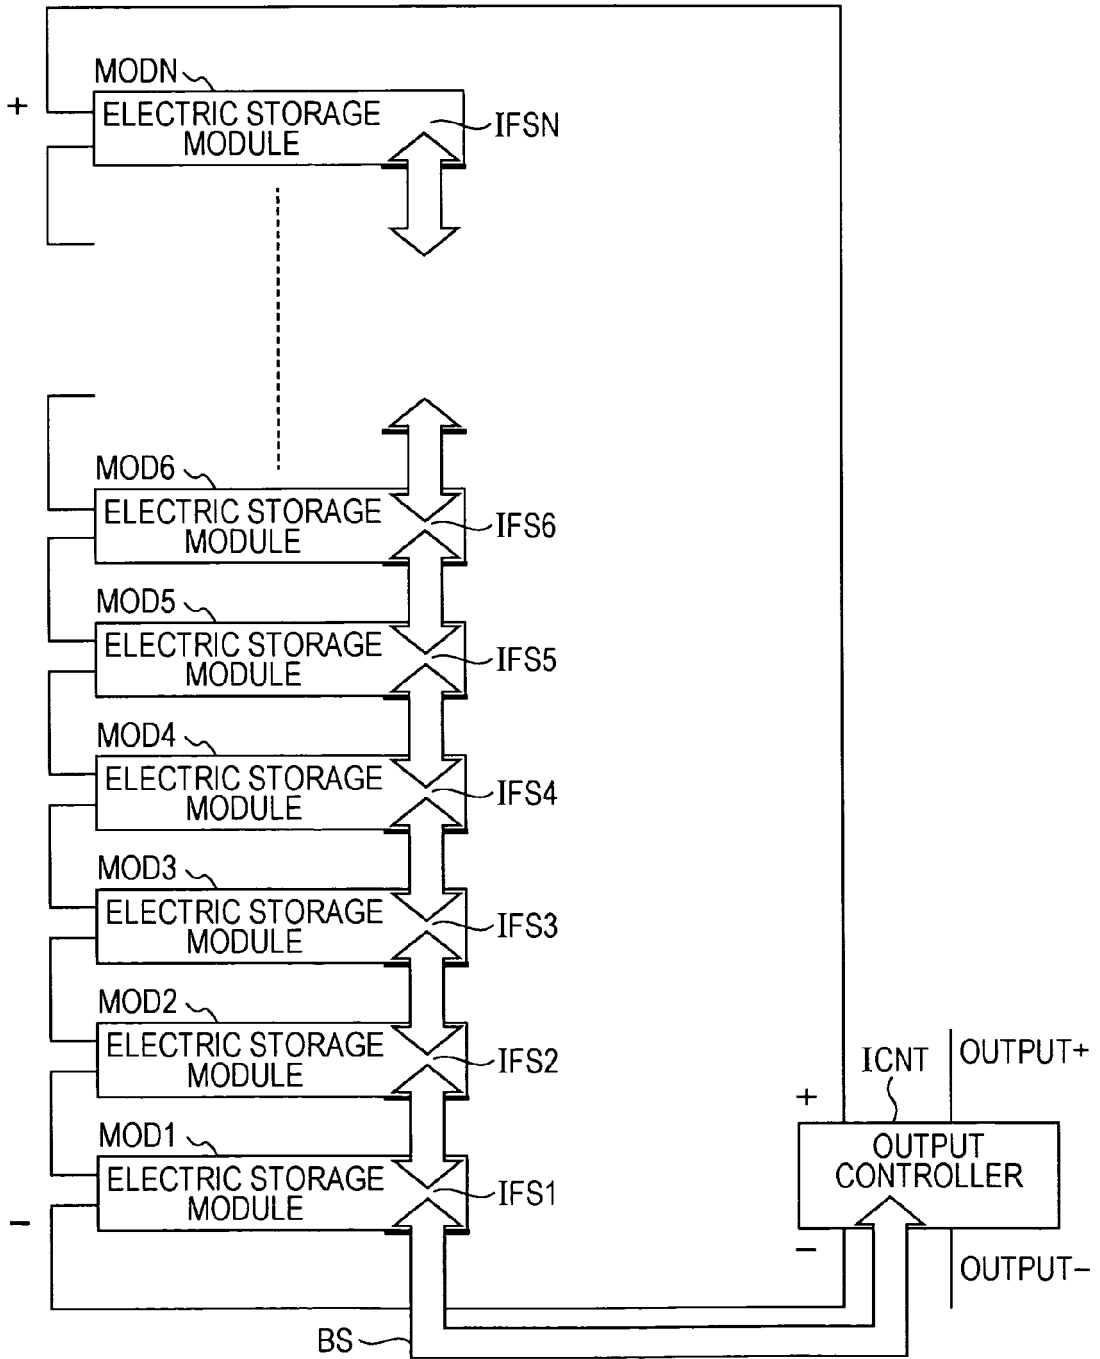 MODN
+
ELECTRIC STORAGE
MODULE
IFSN
MOD6
ELECTRIC STORAGE
MODULE
IFS6
MOD5
ELECTRIC STORAGE
MODULE
IFS5
MOD4
ELECTRIC STORAGE
MODULE
IFS4
MOD3
ELECTRIC STORAGE
MODULE
IFS3
MOD2
ELECTRIC STORAGE
MODULE
IFS2
MOD1
ELECTRIC STORAGE
MODULE
IFS1
−
BS
ICNT
OUTPUT+
+
OUTPUT
CONTROLLER
−
OUTPUT−